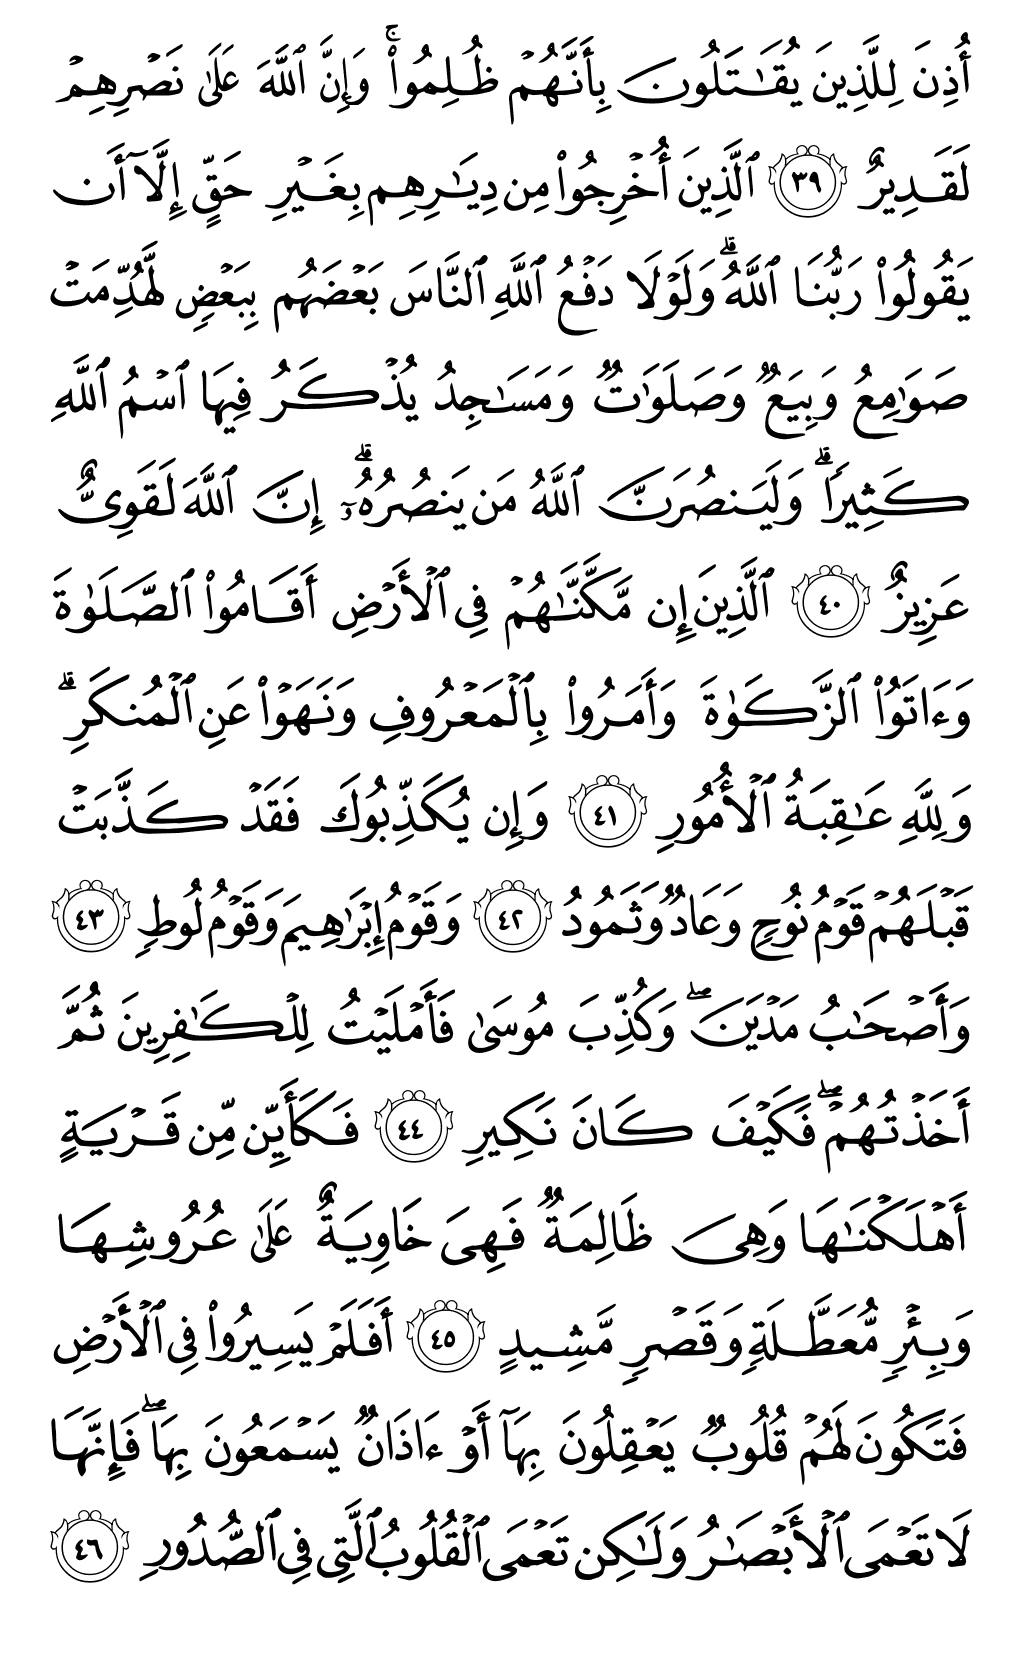 أُذِنَ لِلَّذِينَ يُقَٰتَلُونَ بِأَنَّهُمۡ ظُلِمُواْۚ وَإِنَّ ٱللَّهَ عَلَىٰ نَصۡرِهِمۡ
لَقَدِيرٌ ٣٩ ٱلَّذِينَ أُخۡرِجُواْ مِن دِيَٰرِهِم بِغَيۡرِ حَقٍّ إِلَّآ أَن
يَقُولُواْ رَبُّنَا ٱللَّهُۗ وَلَوۡلَا دَفۡعُ ٱللَّهِ ٱلنَّاسَ بَعۡضَهُم بِبَعۡضٖ لَّهُدِّمَتۡ
صَوَٰمِعُ وَبِيَعٞ وَصَلَوَٰتٞ وَمَسَٰجِدُ يُذۡكَرُ فِيهَا ٱسۡمُ ٱللَّهِ
كَثِيرٗاۗ وَلَيَنصُرَنَّ ٱللَّهُ مَن يَنصُرُهُۥٓۗ إِنَّ ٱللَّهَ لَقَوِيٌّ
عَزِيزٌ ٤٠ ٱلَّذِينَ إِن مَّكَّنَّٰهُمۡ فِي ٱلۡأَرۡضِ أَقَامُواْ ٱلصَّلَوٰةَ
وَءَاتَوُاْ ٱلزَّكَوٰةَ وَأَمَرُواْ بِٱلۡمَعۡرُوفِ وَنَهَوۡاْ عَنِ ٱلۡمُنكَرِۗ
وَلِلَّهِ عَٰقِبَةُ ٱلۡأُمُورِ ٤١ وَإِن يُكَذِّبُوكَ فَقَدۡ كَذَّبَتۡ
قَبۡلَهُمۡ قَوۡمُ نُوحٖ وَعَادٞ وَثَمُودُ ٤٢ وَقَوۡمُ إِبۡرَٰهِيمَ وَقَوۡمُ لُوطٖ ٤٣
وَأَصۡحَٰبُ مَدۡيَنَۖ وَكُذِّبَ مُوسَىٰ فَأَمۡلَيۡتُ لِلۡكَٰفِرِينَ ثُمَّ
أَخَذۡتُهُمۡۖ فَكَيۡفَ كَانَ نَكِيرِ ٤٤ فَكَأَيِّن مِّن قَرۡيَةٍ
أَهۡلَكۡنَٰهَا وَهِيَ ظَالِمَةٞ فَهِيَ خَاوِيَةٌ عَلَىٰ عُرُوشِهَا
وَبِئۡرٖ مُّعَطَّلَةٖ وَقَصۡرٖ مَّشِيدٍ ٤٥ أَفَلَمۡ يَسِيرُواْ فِي ٱلۡأَرۡضِ
فَتَكُونَ لَهُمۡ قُلُوبٞ يَعۡقِلُونَ بِهَآ أَوۡ ءَاذَانٞ يَسۡمَعُونَ بِهَاۖ فَإِنَّهَا
لَا تَعۡمَى ٱلۡأَبۡصَٰرُ وَلَٰكِن تَعۡمَى ٱلۡقُلُوبُ ٱلَّتِي فِي ٱلصُّدُورِ ٤٦